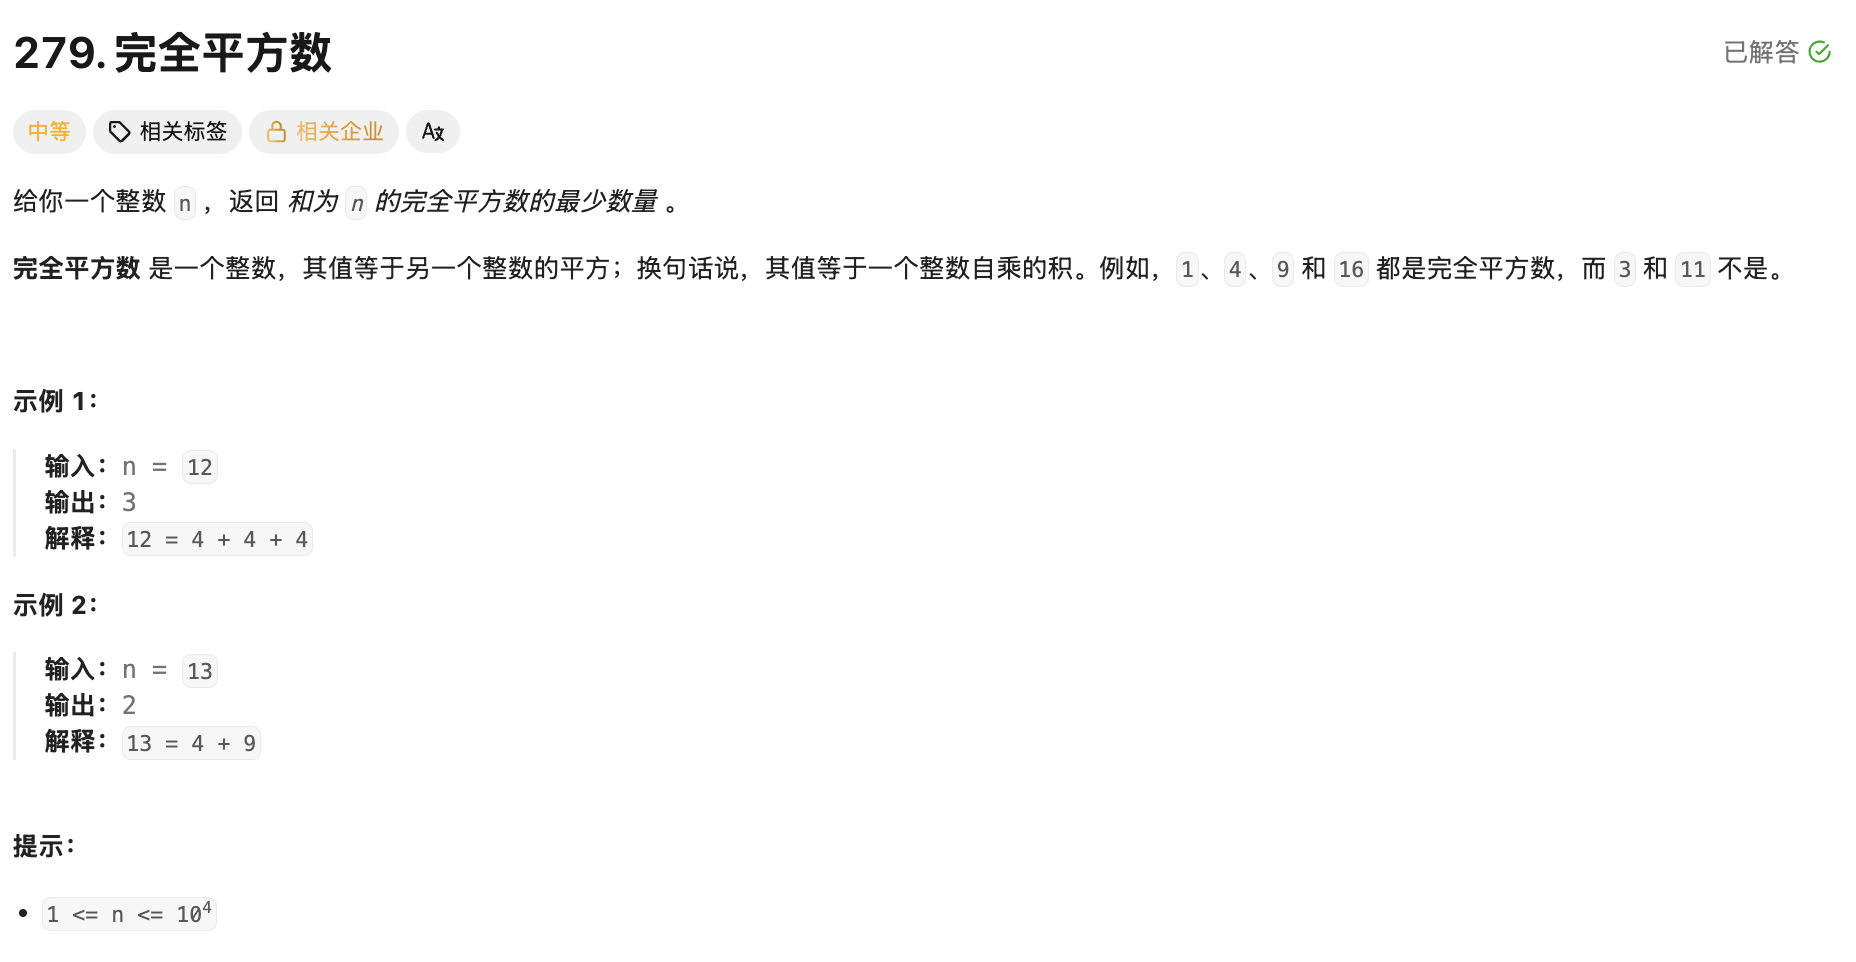 279. 完全平方数
已解答
中等 相关标签 相关企业
给你一个整数 n ，返回 和为 n 的完全平方数的最少数量 。
完全平方数 是一个整数，其值等于另一个整数的平方；换句话说，其值等于一个整数自乘的积。例如，1、4、9 和 16 都是完全平方数，而 3 和 11 不是。
示例 1：
输入：n = 12
输出：3
解释：12 = 4 + 4 + 4
示例 2：
输入：n = 13
输出：2
解释：13 = 4 + 9
提示：
• 1 <= n <= 10⁴